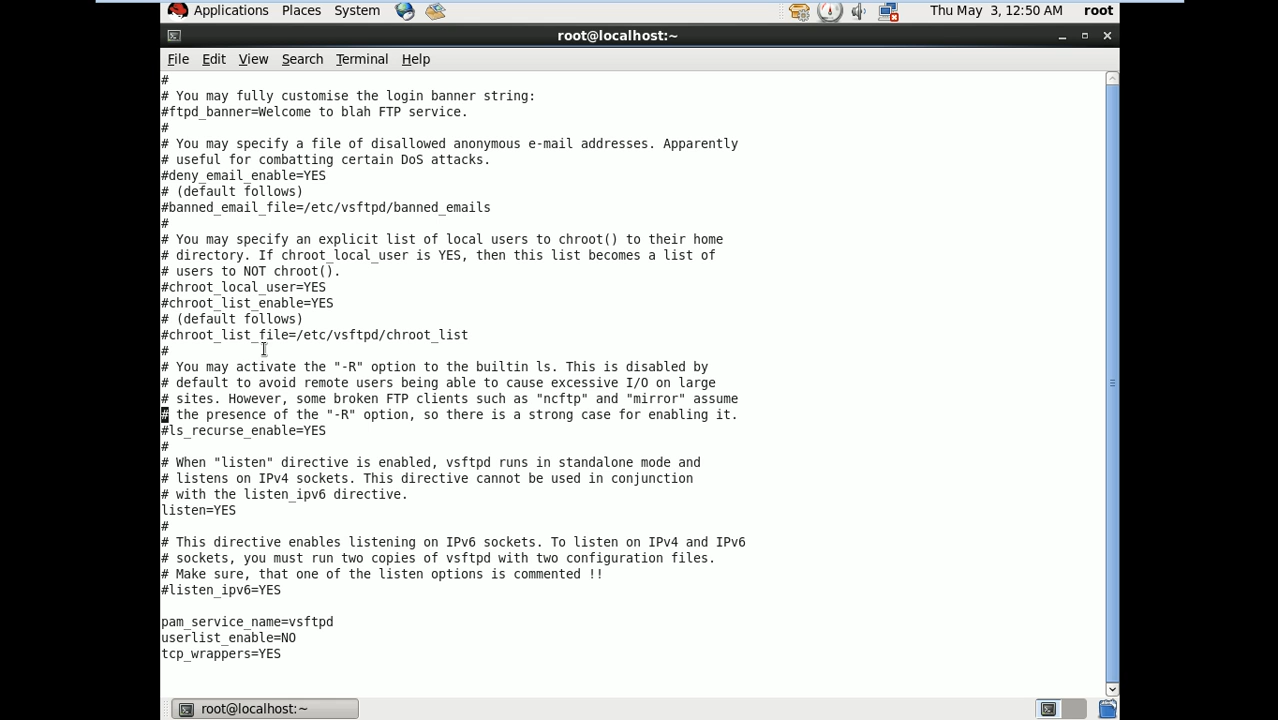 Applications Places System Thu May 3, 12:50 AM root
root@localhost:~
File Edit View Search Terminal Help
#
# You may fully customise the login banner string:
#ftpd_banner=Welcome to blah FTP service.
#
# You may specify a file of disallowed anonymous e-mail addresses. Apparently
# useful for combatting certain DoS attacks.
#deny_email_enable=YES
# (default follows)
#banned_email_file=/etc/vsftpd/banned_emails
#
# You may specify an explicit list of local users to chroot() to their home
# directory. If chroot_local_user is YES, then this list becomes a list of
# users to NOT chroot().
#chroot_local_user=YES
#chroot_list_enable=YES
# (default follows)
#chroot_list_file=/etc/vsftpd/chroot_list
#
# You may activate the "-R" option to the builtin ls. This is disabled by
# default to avoid remote users being able to cause excessive I/O on large
# sites. However, some broken FTP clients such as "ncftp" and "mirror" assume
# the presence of the "-R" option, so there is a strong case for enabling it.
#ls_recurse_enable=YES
#
# When "listen" directive is enabled, vsftpd runs in standalone mode and
# listens on IPv4 sockets. This directive cannot be used in conjunction
# with the listen_ipv6 directive.
listen=YES
#
# This directive enables listening on IPv6 sockets. To listen on IPv4 and IPv6
# sockets, you must run two copies of vsftpd with two configuration files.
# Make sure, that one of the listen options is commented !!
#listen_ipv6=YES
pam_service_name=vsftpd
userlist_enable=NO
tcp_wrappers=YES
root@localhost:~